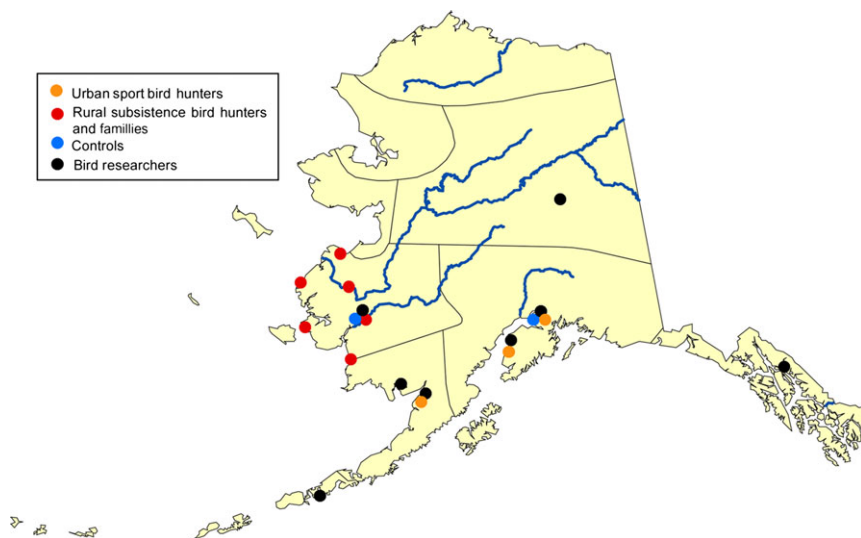 Urban sport bird hunters
Rural subsistence bird hunters
and famillies
Controls
Bird researchers